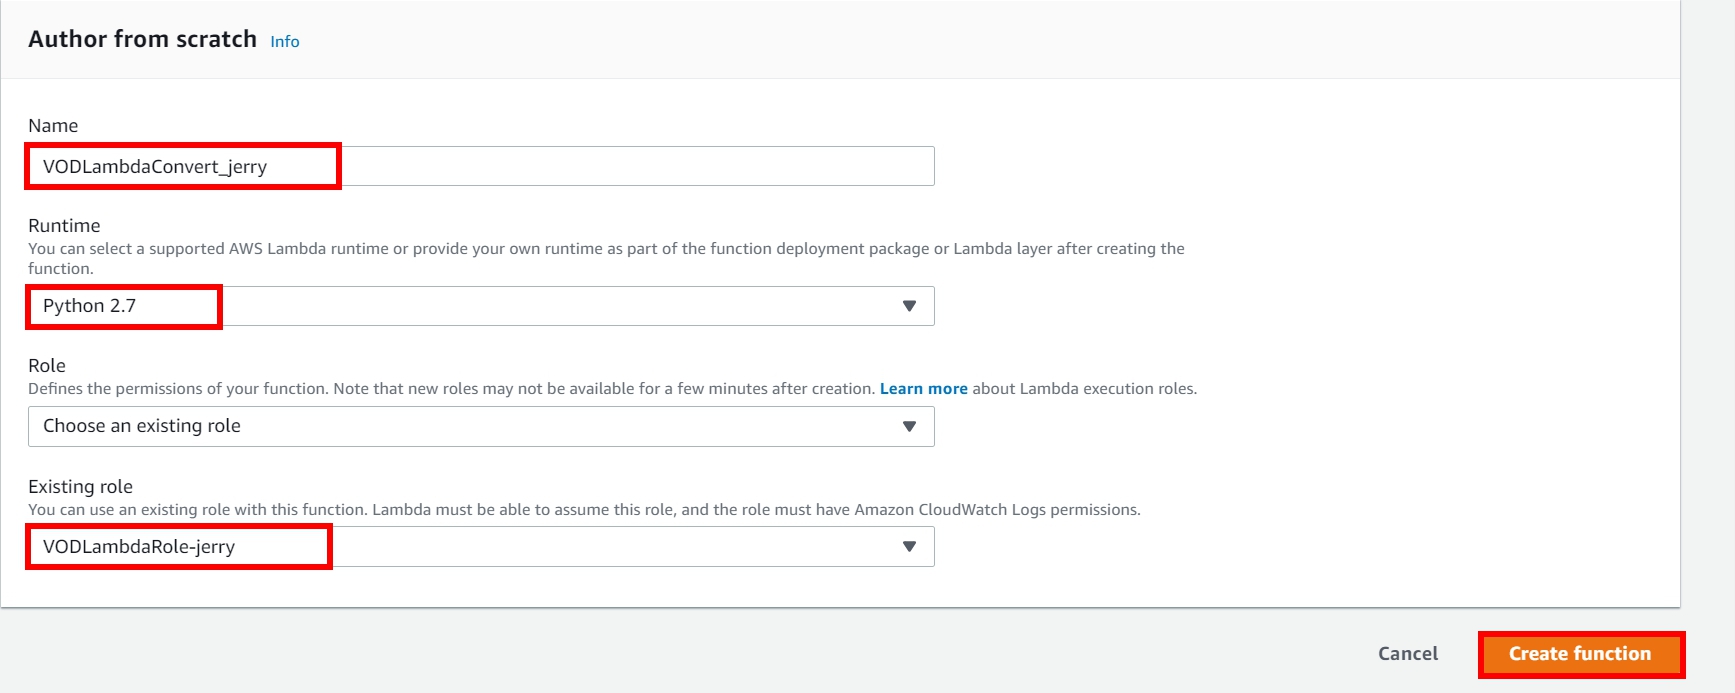 Author from scratch Info
Name
VODLambdaConvert_jerry
Runtime
You can select a supported AWS Lambda runtime or provide your own runtime as part of the function deployment package or Lambda layer after creating the
function.
Python 2.7
Role
Defines the permissions of your function. Note that new roles may not be available for a few minutes after creation. Learn more about Lambda execution roles.
Choose an existing role
Existing role
You can use an existing role with this function. Lambda must be able to assume this role, and the role must have Amazon CloudWatch Logs permissions.
VODLambdaRole-jerry
Cancel Create function